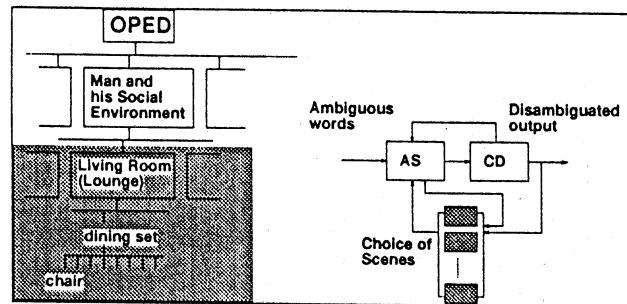 OPED
Man and
his Social
Environment
Living Room
(Lounge)
dining set
chair
Ambiguous
words
Disambiguated
output
AS
CD
Choice of
Scenes